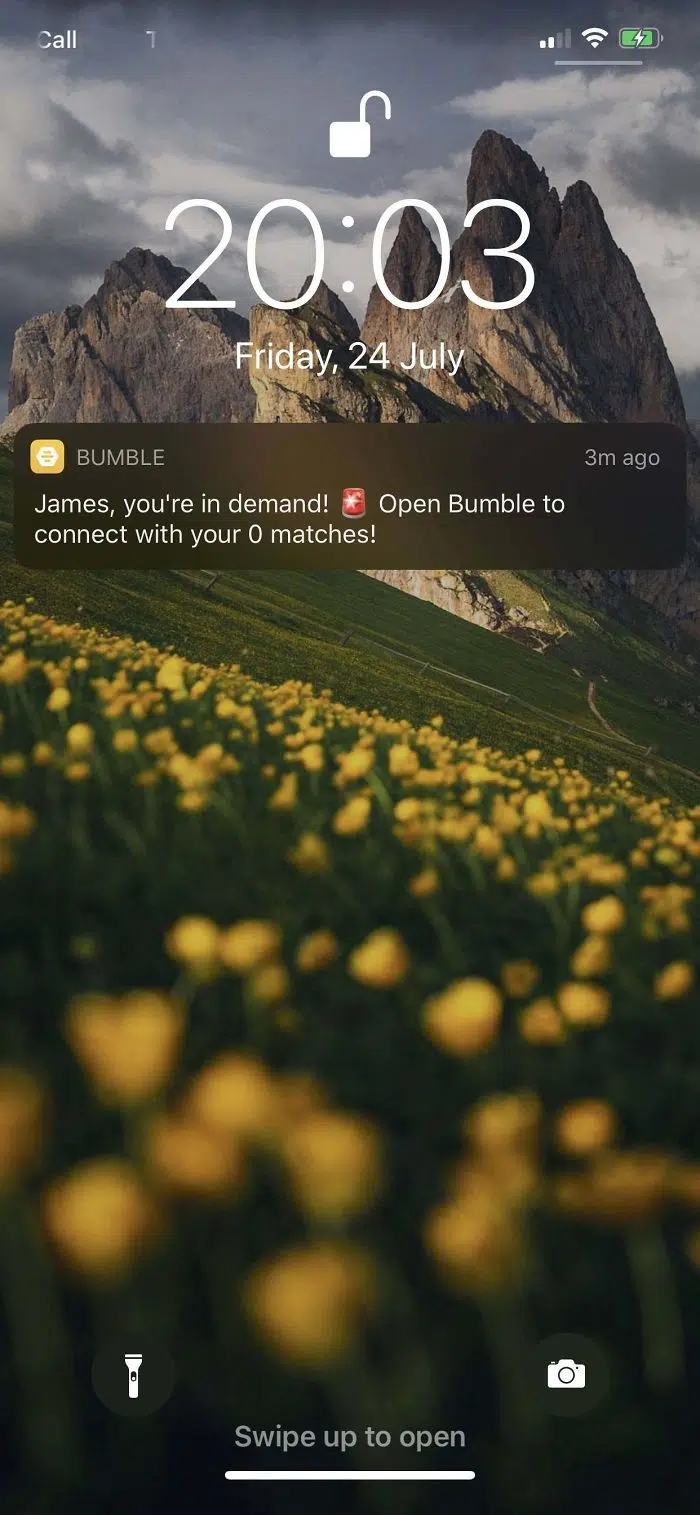 Call
20:03
Friday, 24 July
BUMBLE 3m ago
James, you're in demand! 🚨 Open Bumble to
connect with your 0 matches!
Swipe up to open